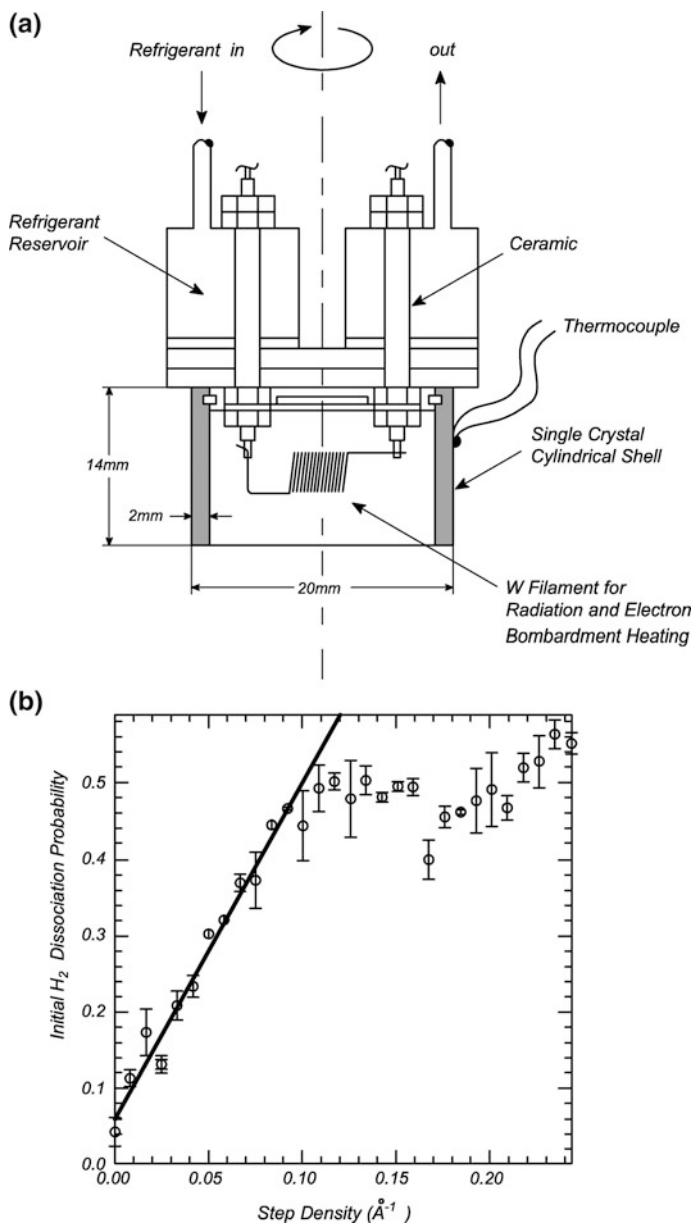 (a)
Refrigerant in
out
Refrigerant
Reservoir
Ceramic
Thermocouple
Single Crystal
Cylindrical Shell
14mm
2mm
20mm
W Filament for
Radiation and Electron
Bombardment Heating
(b)
Initial H2 Dissociation Probability
0.5
0.4
0.3
0.2
0.1
0.0
0.00 0.05 0.10 0.15 0.20
Step Density (Å-1 )